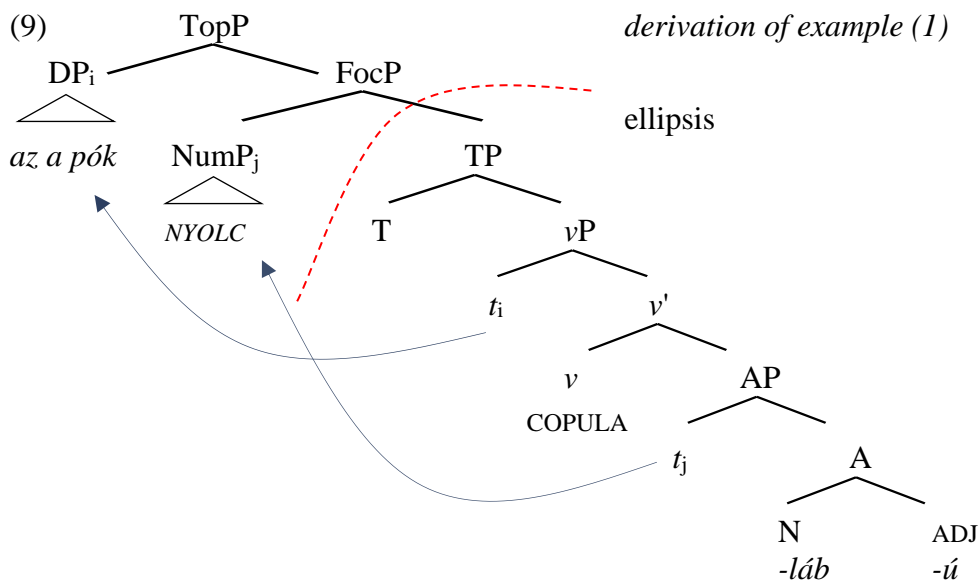 (9) TopP derivation of example (1)
DPi FocP
ellipsis
az a pók NumPj TP
NYOLC T vP
ti v'
v AP
COPULA
tj A
N ADJ
-láb -ú